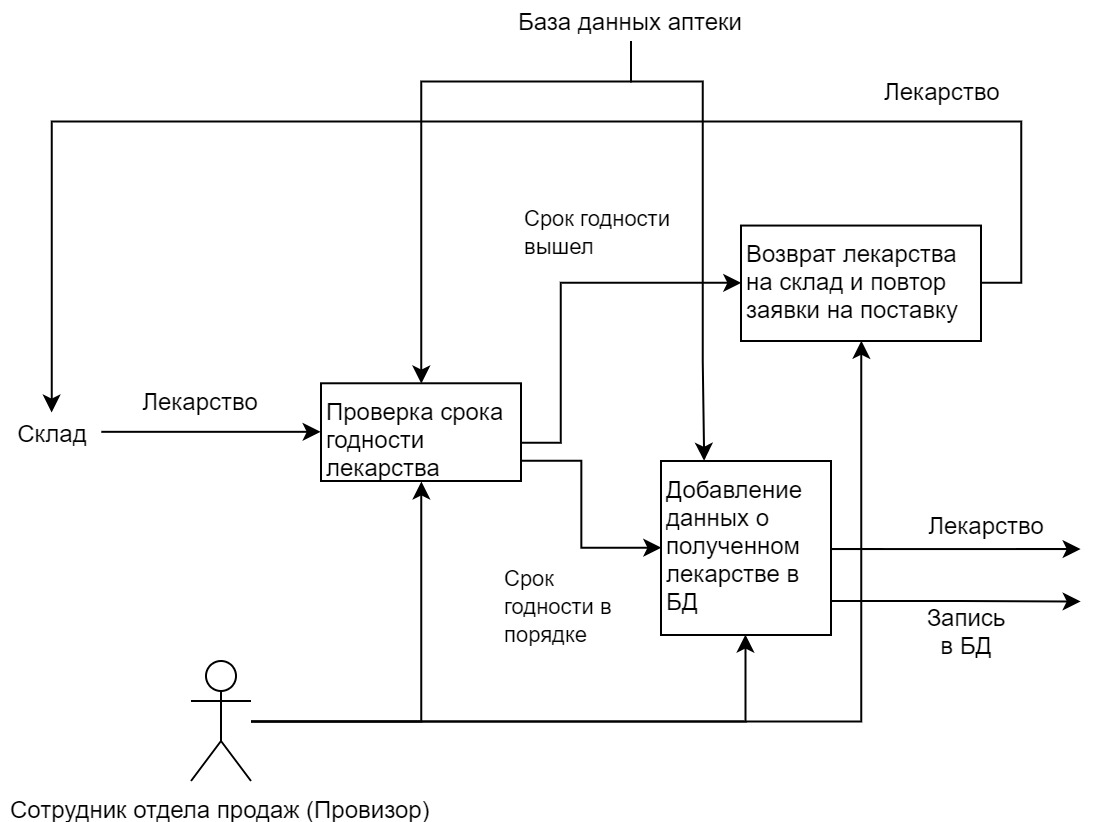 База данных аптеки
Лекарство
Срок годности
вышел
Возврат лекарства
на склад и повтор
заявки на поставку
Лекарство
Склад
Проверка срока
годности
лекарства
Добавление
данных о
полученном
лекарстве в
БД
Лекарство
Срок
годности в
порядке
Запись
в БД
Сотрудник отдела продаж (Провизор)